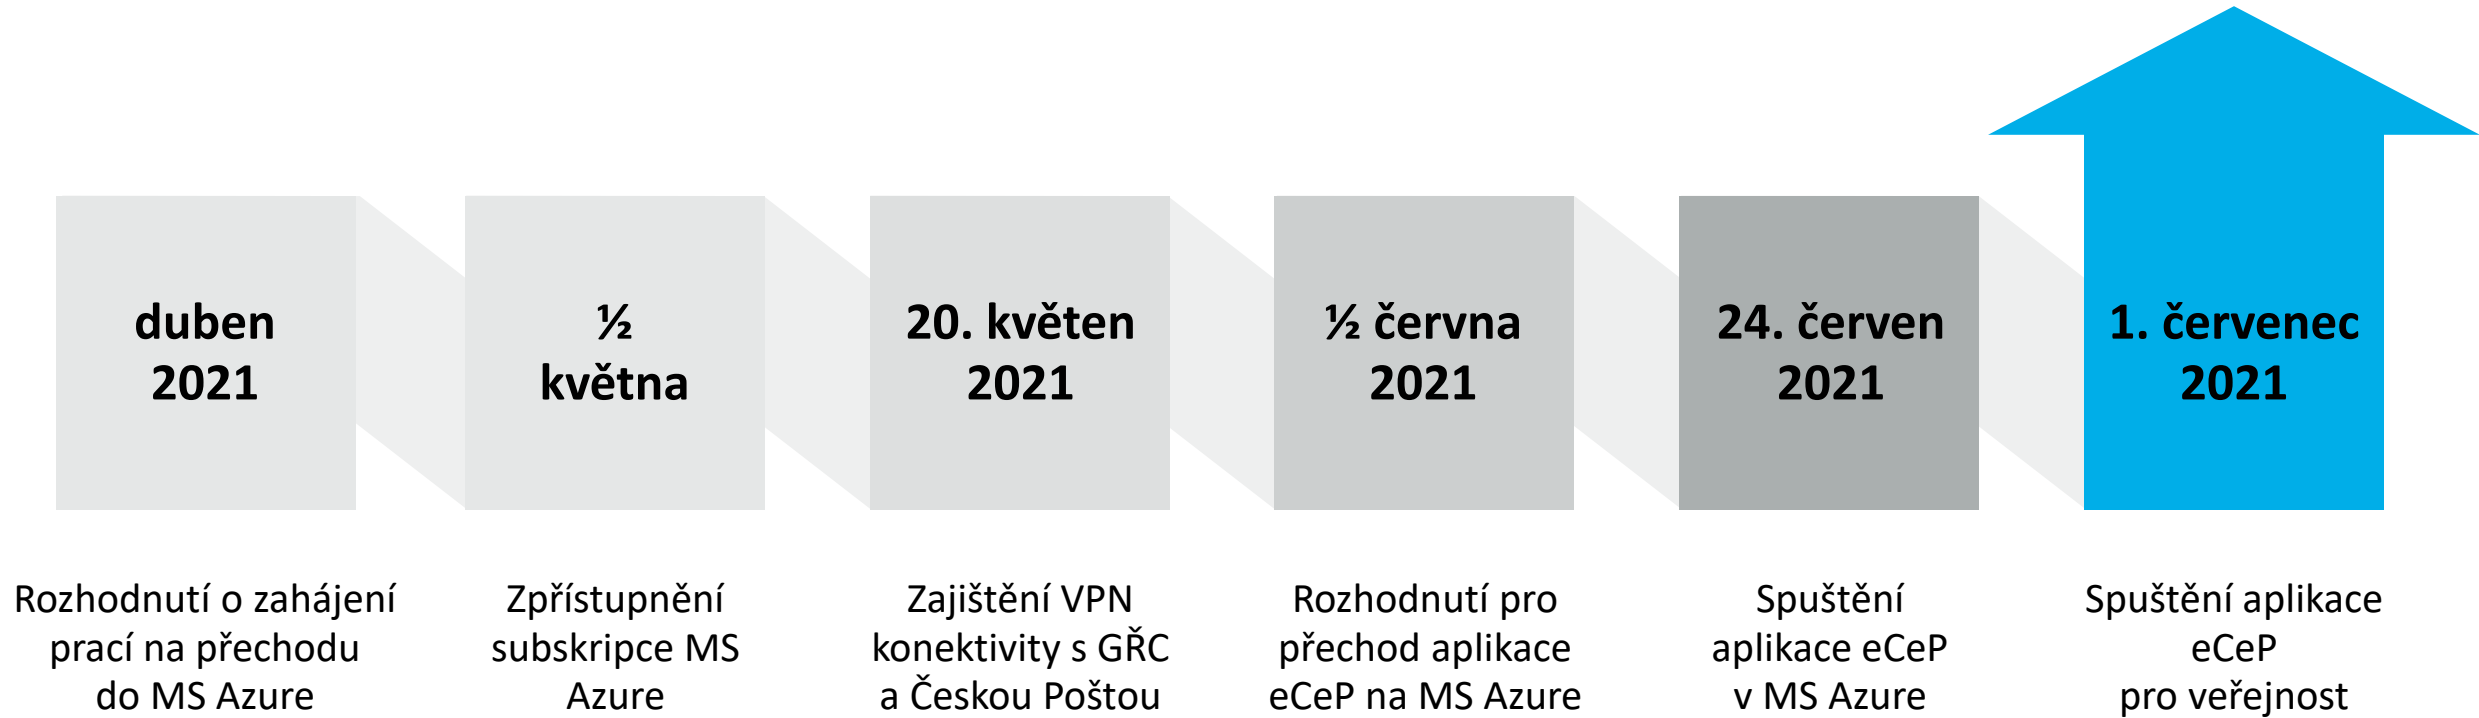 duben
2021
½
května
20. květen
2021
½ června
2021
24. červen
2021
1. červenec
2021
Rozhodnutí o zahájení
prací na přechodu
do MS Azure
Zpřístupnění
subskripce MS
Azure
Zajištění VPN
konektivity s GŘC
a Českou Poštou
Rozhodnutí pro
přechod aplikace
eCeP na MS Azure
Spuštění
aplikace eCeP
v MS Azure
Spuštění aplikace
eCeP
pro veřejnost